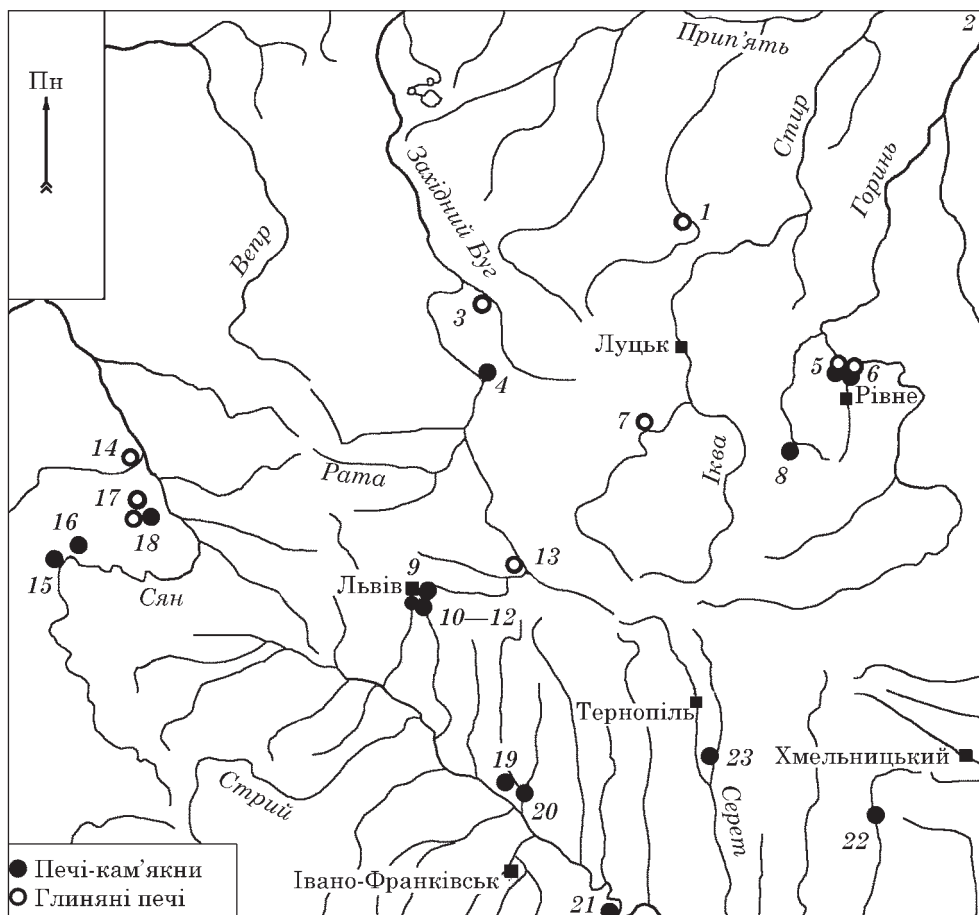 2
Прип'ять
Пн
Стир
Західний Буг
Горинь
Вепр
1
3
Луцьк
4
5
6
Рівне
7
8
Іква
14
Рата
17
16
18
13
9
Львів
15
Сян
10—12
Тернопіль
23
Хмельницький
19
Стрий
20
Серет
22
Печі-кам'якни
Глиняні печі
Івано-Франківськ
21